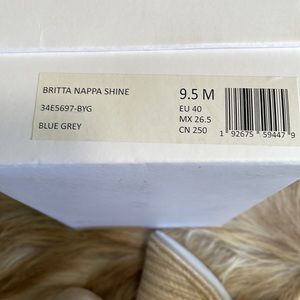 BRITTA NAPPA SHINE
34E5697-BYG
BLUE GREY
9.5 M
EU 40
MX 26.5
CN 250
1 92675 59447 9